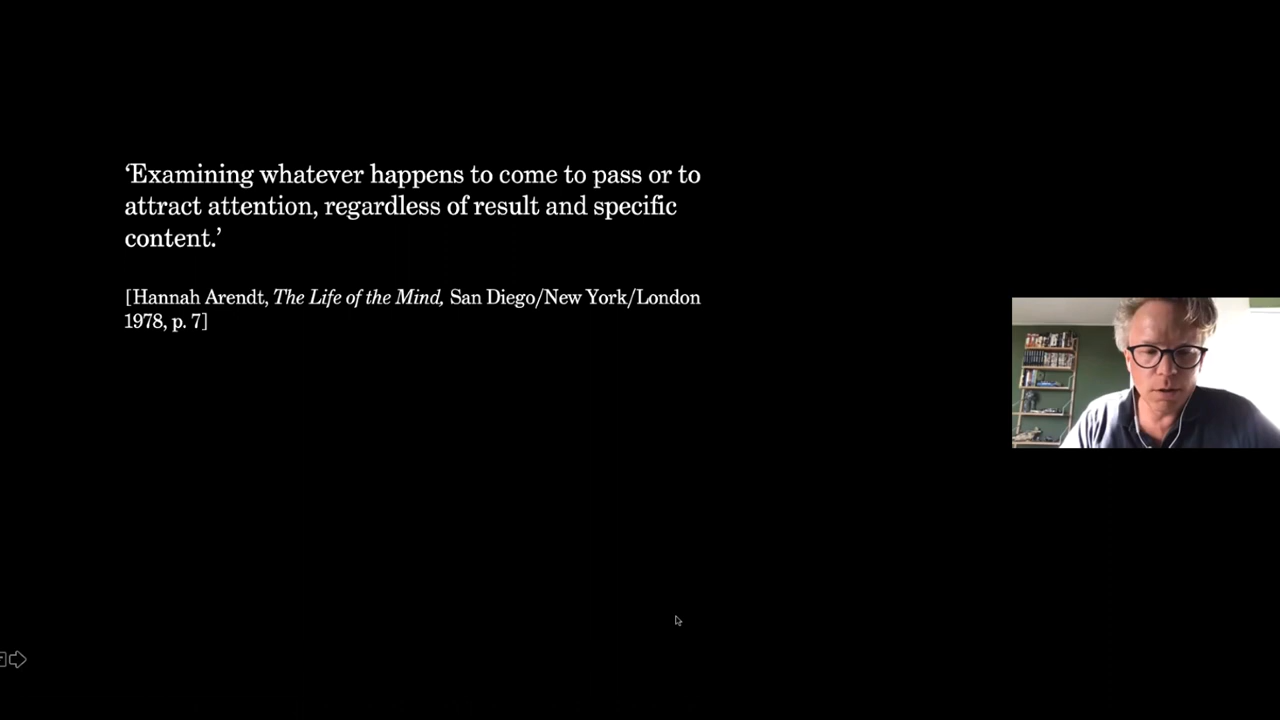 ‘Examining whatever happens to come to pass or to
attract attention, regardless of result and specific
content.’
[Hannah Arendt, The Life of the Mind, San Diego/New York/London
1978, p. 7]